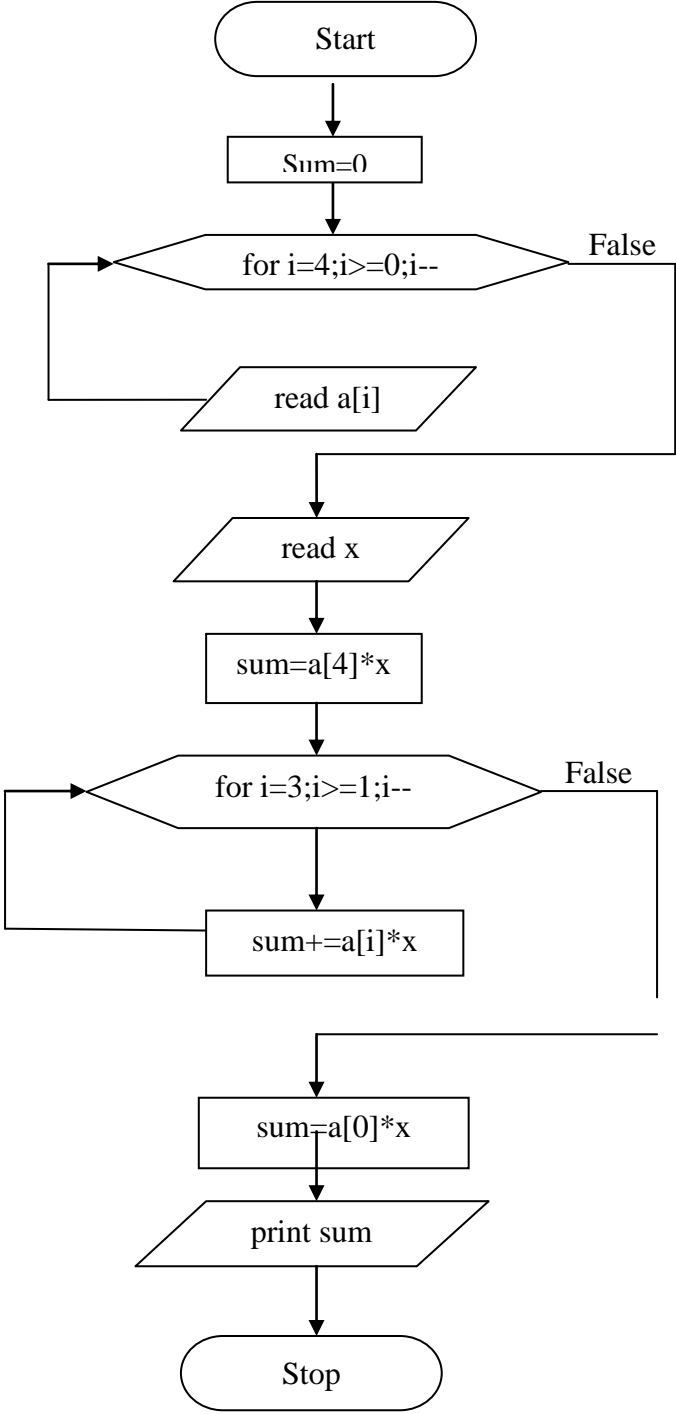 Start
Sum=0
for i=4;i>=0;i--
False
read a[i]
read x
sum=a[4]*x
for i=3;i>=1;i--
False
sum+=a[i]*x
sum=a[0]*x
print sum
Stop